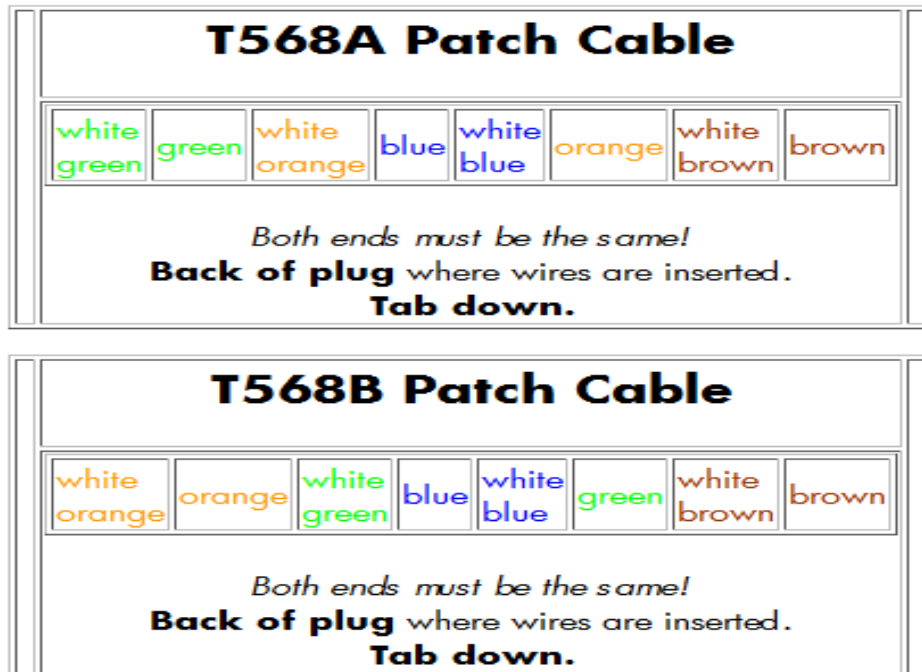 T568A Patch Cable
white green
green
white orange
blue
white blue
orange
white brown
brown
Both ends must be the same!
Back of plug where wires are inserted.
Tab down.
T568B Patch Cable
white orange
orange
white green
blue
white blue
green
white brown
brown
Both ends must be the same!
Back of plug where wires are inserted.
Tab down.